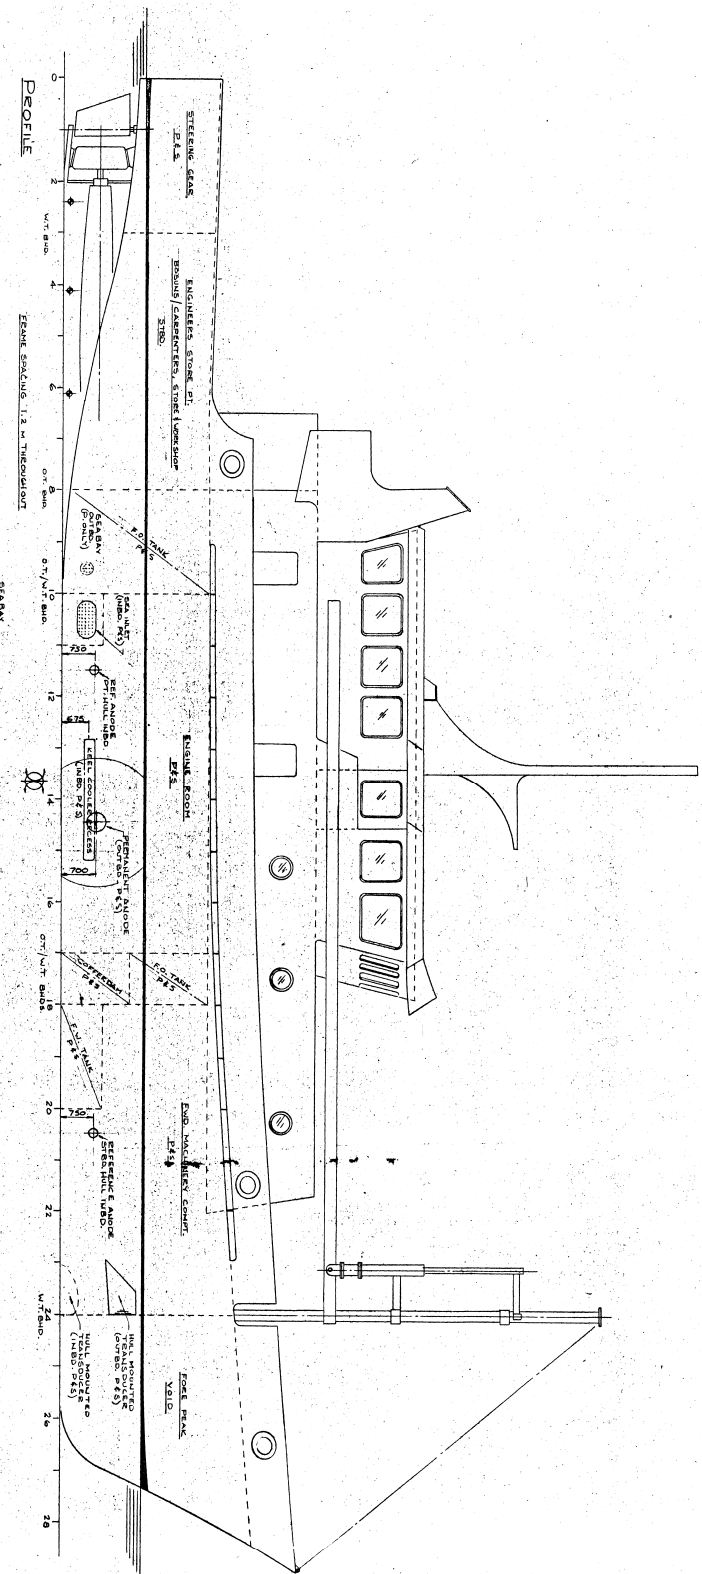 PROFILE
FRAME SPACING 1.2 M THROUGHOUT
0
2
4
6
8
10
12
14
16
18
20
22
24
26
28
W.T. BHD.
O.T. BHD.
O.T./W.T. BHD.
O.T./W.T. BHDS.
W.T. BHD.
STEERING GEAR
P & S
ENGINEERS STORE PT.
BOSUNS/CARPENTERS, STORE & WORKSHOP
STBD.
F.O. TANK
P & S
SEA BAY
OUTBD.
(P. ONLY)
SEA INLET
(INBD. P & S)
750
REF. ANODE
PT. HULL INBD.
675
KEEL COOLER RECESS
(INBD. P & S)
PERMANENT ANODE
(OUTBD. P & S)
700
ENGINE ROOM
P & S
COFFERDAM
P & S
F.O. TANK
P & S
F.W. TANK
P & S
750
REFERENCE ANODE
STBD. HULL INBD.
FWD. MACHINERY COMPT.
P & S
HULL MOUNTED
TRANSDUCER
(OUTBD. P & S)
HULL MOUNTED
TRANSDUCER
(INBD. P & S)
FORE PEAK
VOID
SEA BAY